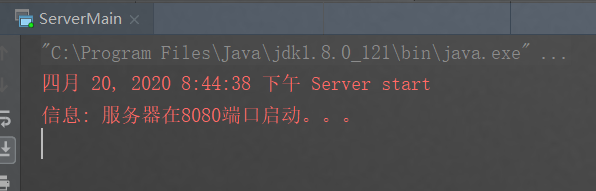 ServerMain
"C:\Program Files\Java\jdk1.8.0_121\bin\java.exe" ...
四月 20, 2020 8:44:38 下午 Server start
信息: 服务器在8080端口启动。。。